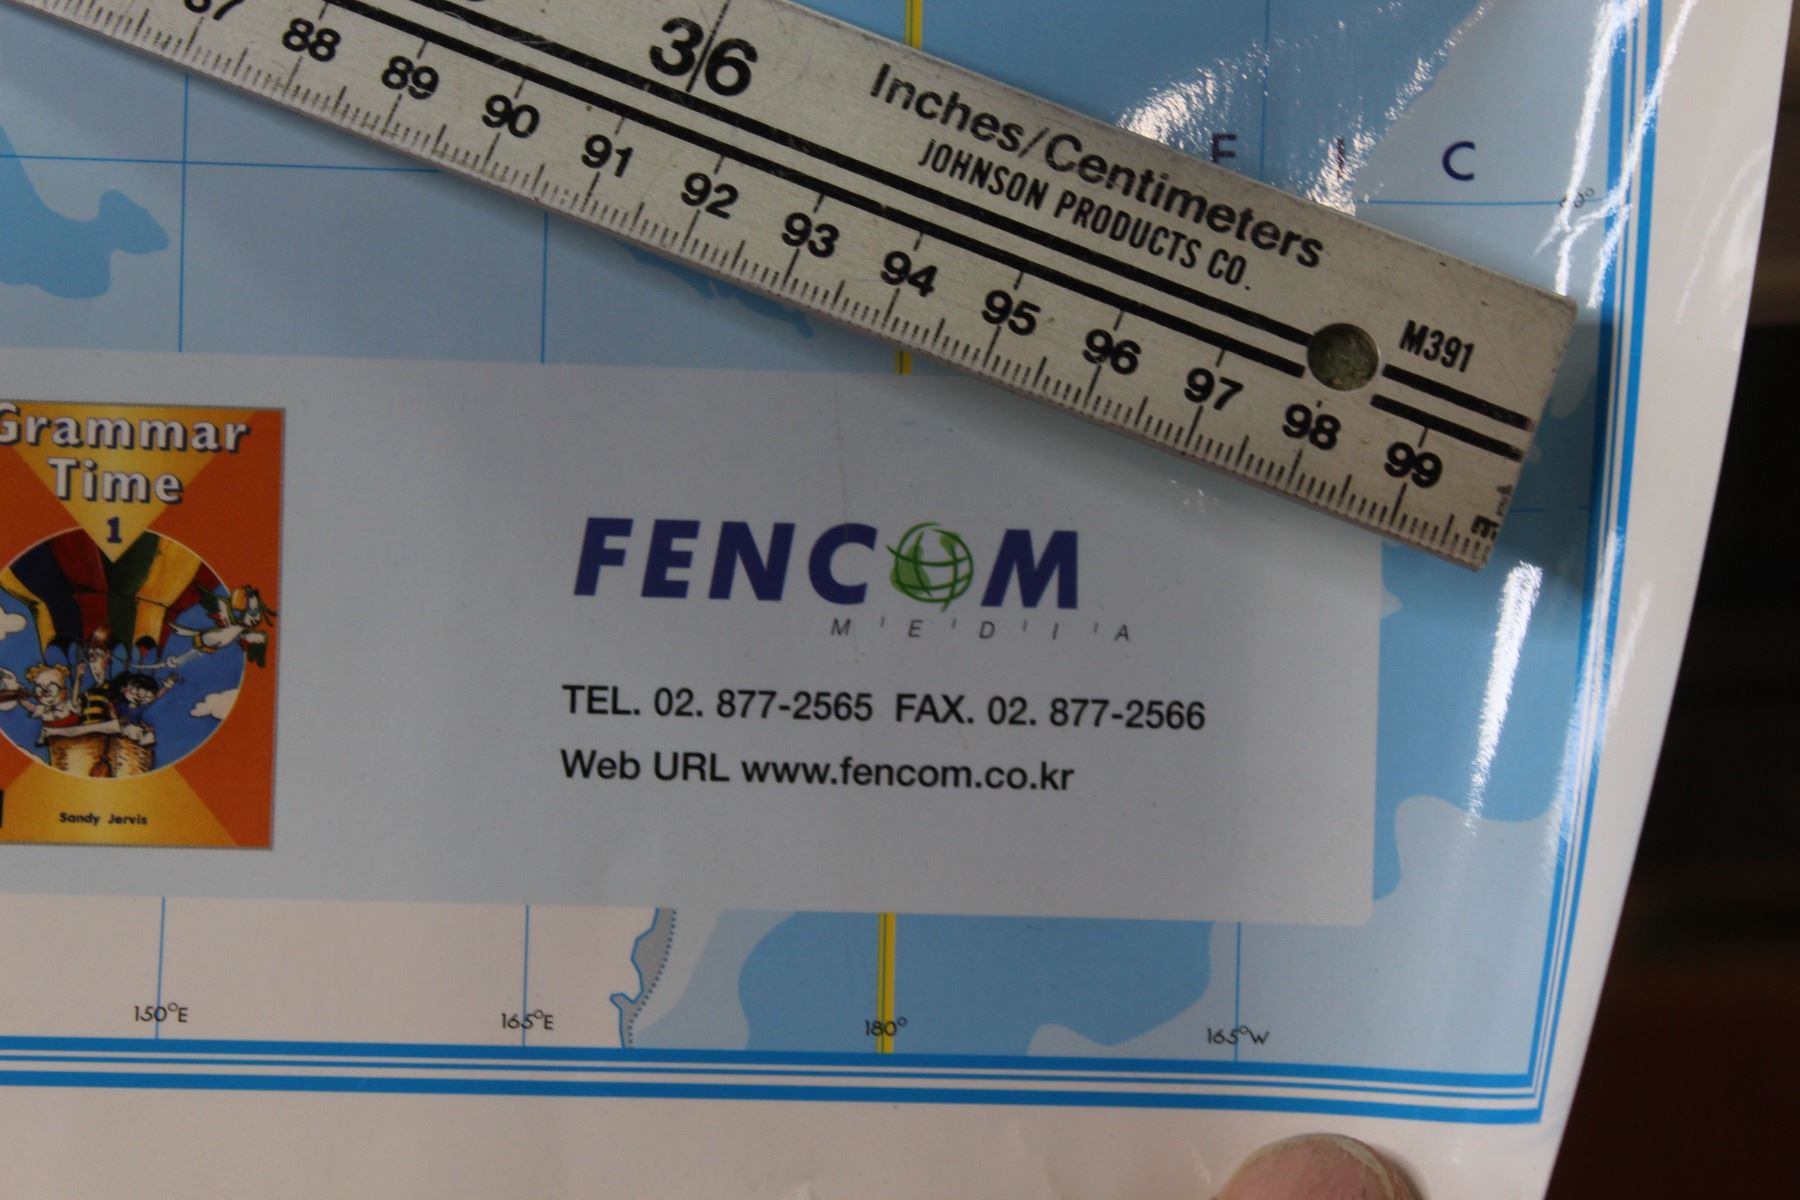 36
Inches/Centimeters
JOHNSON PRODUCTS CO.
M391
87 88 89 90 91 92 93 94 95 96 97 98 99
F I C
Grammar
Time
1
Sandy Jervis
FENCOM
M'E'D'I'A
TEL. 02. 877-2565 FAX. 02. 877-2566
Web URL www.fencom.co.kr
150°E 165°E 180° 165°W